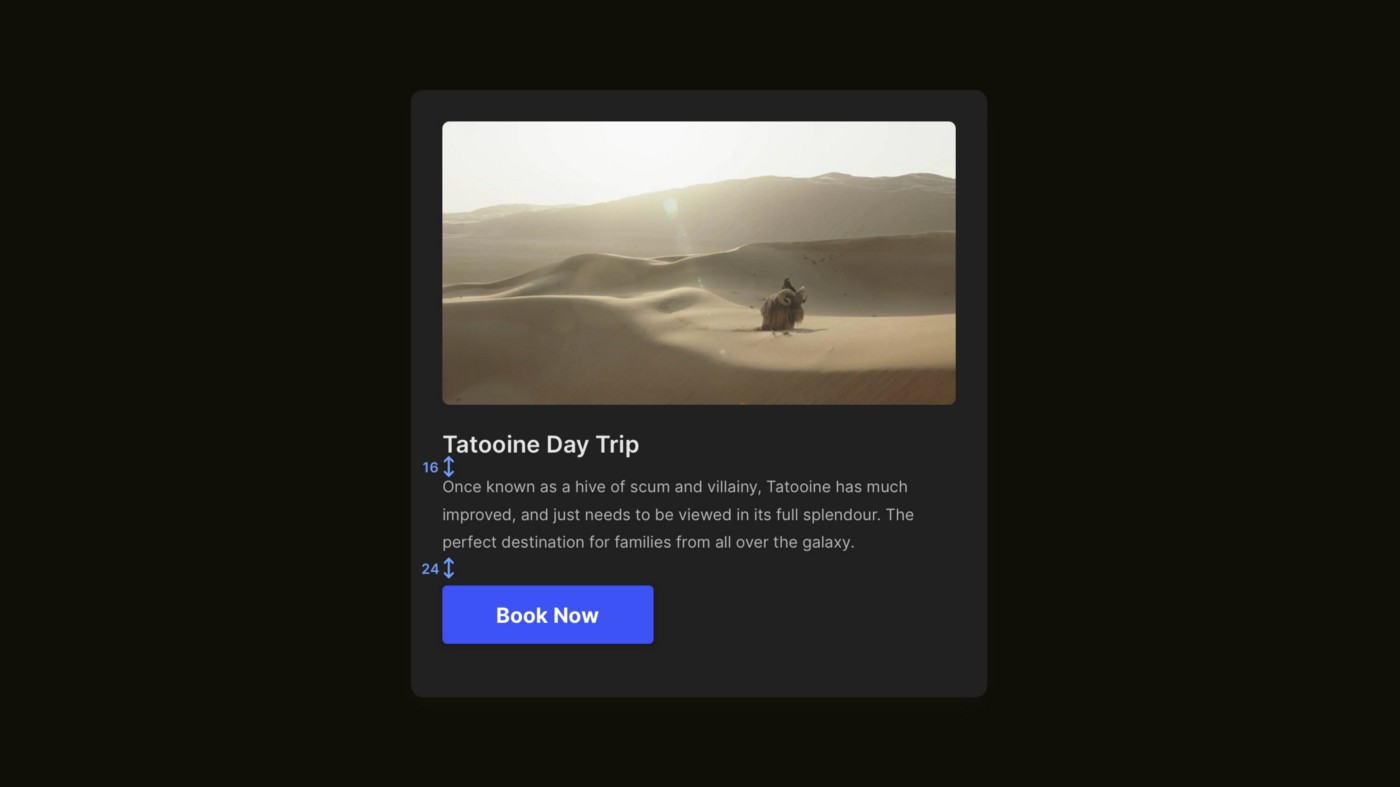 Tatooine Day Trip
16
Once known as a hive of scum and villainy, Tatooine has much
improved, and just needs to be viewed in its full splendour. The
perfect destination for families from all over the galaxy.
24
Book Now